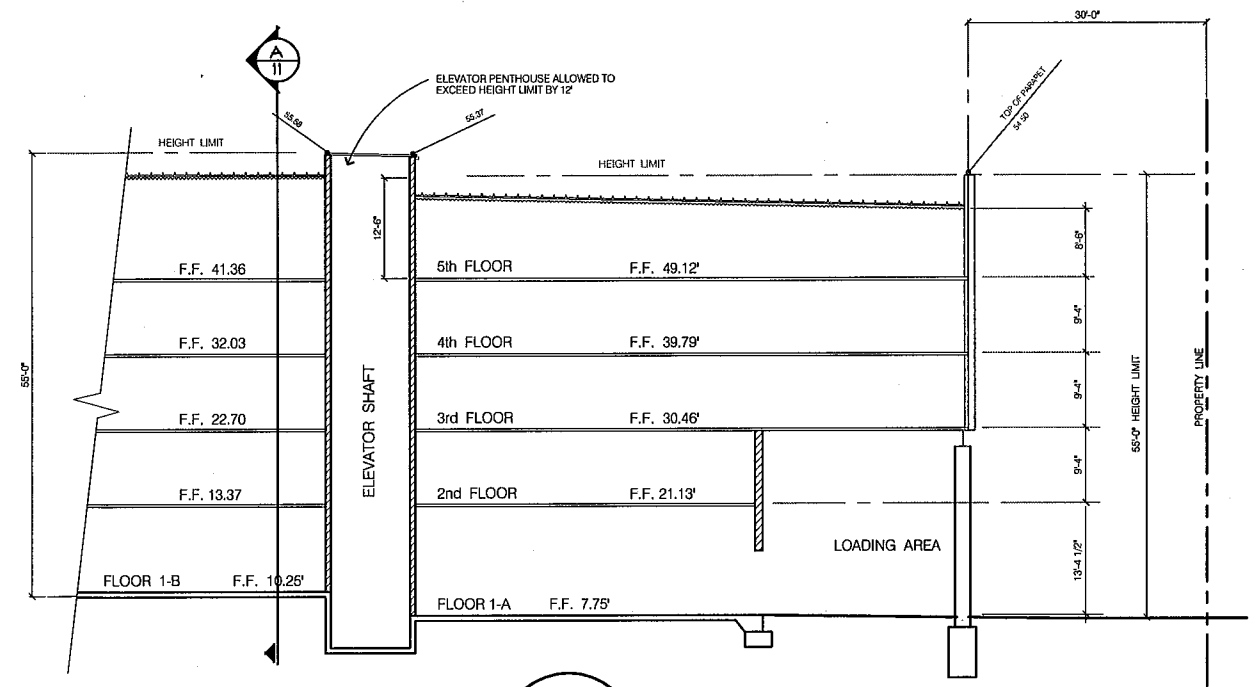 30'-0"
A
11
ELEVATOR PENTHOUSE ALLOWED TO
EXCEED HEIGHT LIMIT BY 12'
55.58
55.37
TOP OF PARAPET
54.50
HEIGHT LIMIT
HEIGHT LIMIT
12'-6"
8'-6"
F.F. 41.36
5th FLOOR F.F. 49.12'
9'-4"
F.F. 32.03
4th FLOOR F.F. 39.79'
55'-0"
ELEVATOR SHAFT
9'-4"
55'-0" HEIGHT LIMIT
PROPERTY LINE
F.F. 22.70
3rd FLOOR F.F. 30.46'
9'-4"
F.F. 13.37
2nd FLOOR F.F. 21.13'
LOADING AREA
13'-4 1/2"
FLOOR 1-B F.F. 10.25'
FLOOR 1-A F.F. 7.75'